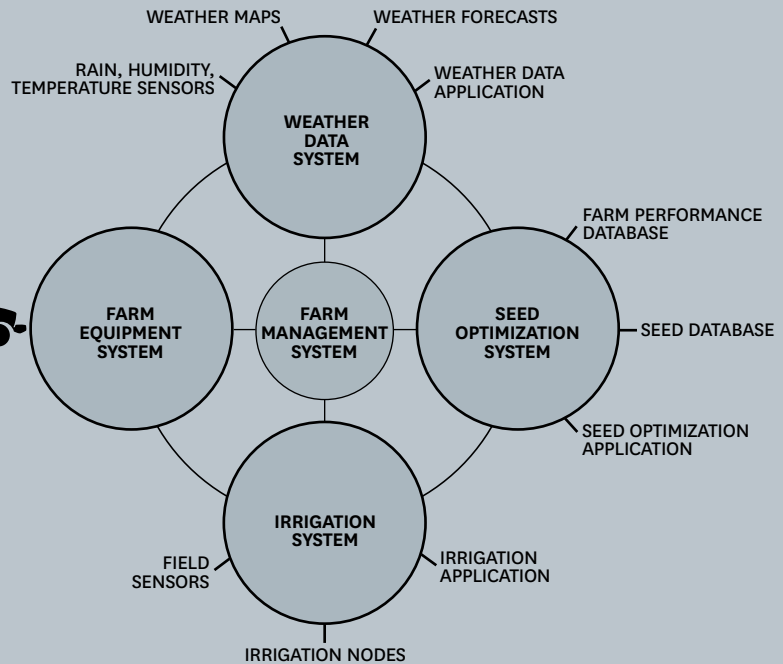 WEATHER MAPS
WEATHER FORECASTS
RAIN, HUMIDITY,
TEMPERATURE SENSORS
WEATHER DATA
APPLICATION
WEATHER
DATA
SYSTEM
FARM PERFORMANCE
DATABASE
FARM
EQUIPMENT
SYSTEM
FARM
MANAGEMENT
SYSTEM
SEED
OPTIMIZATION
SYSTEM
SEED DATABASE
SEED OPTIMIZATION
APPLICATION
IRRIGATION
SYSTEM
FIELD
SENSORS
IRRIGATION
APPLICATION
IRRIGATION NODES